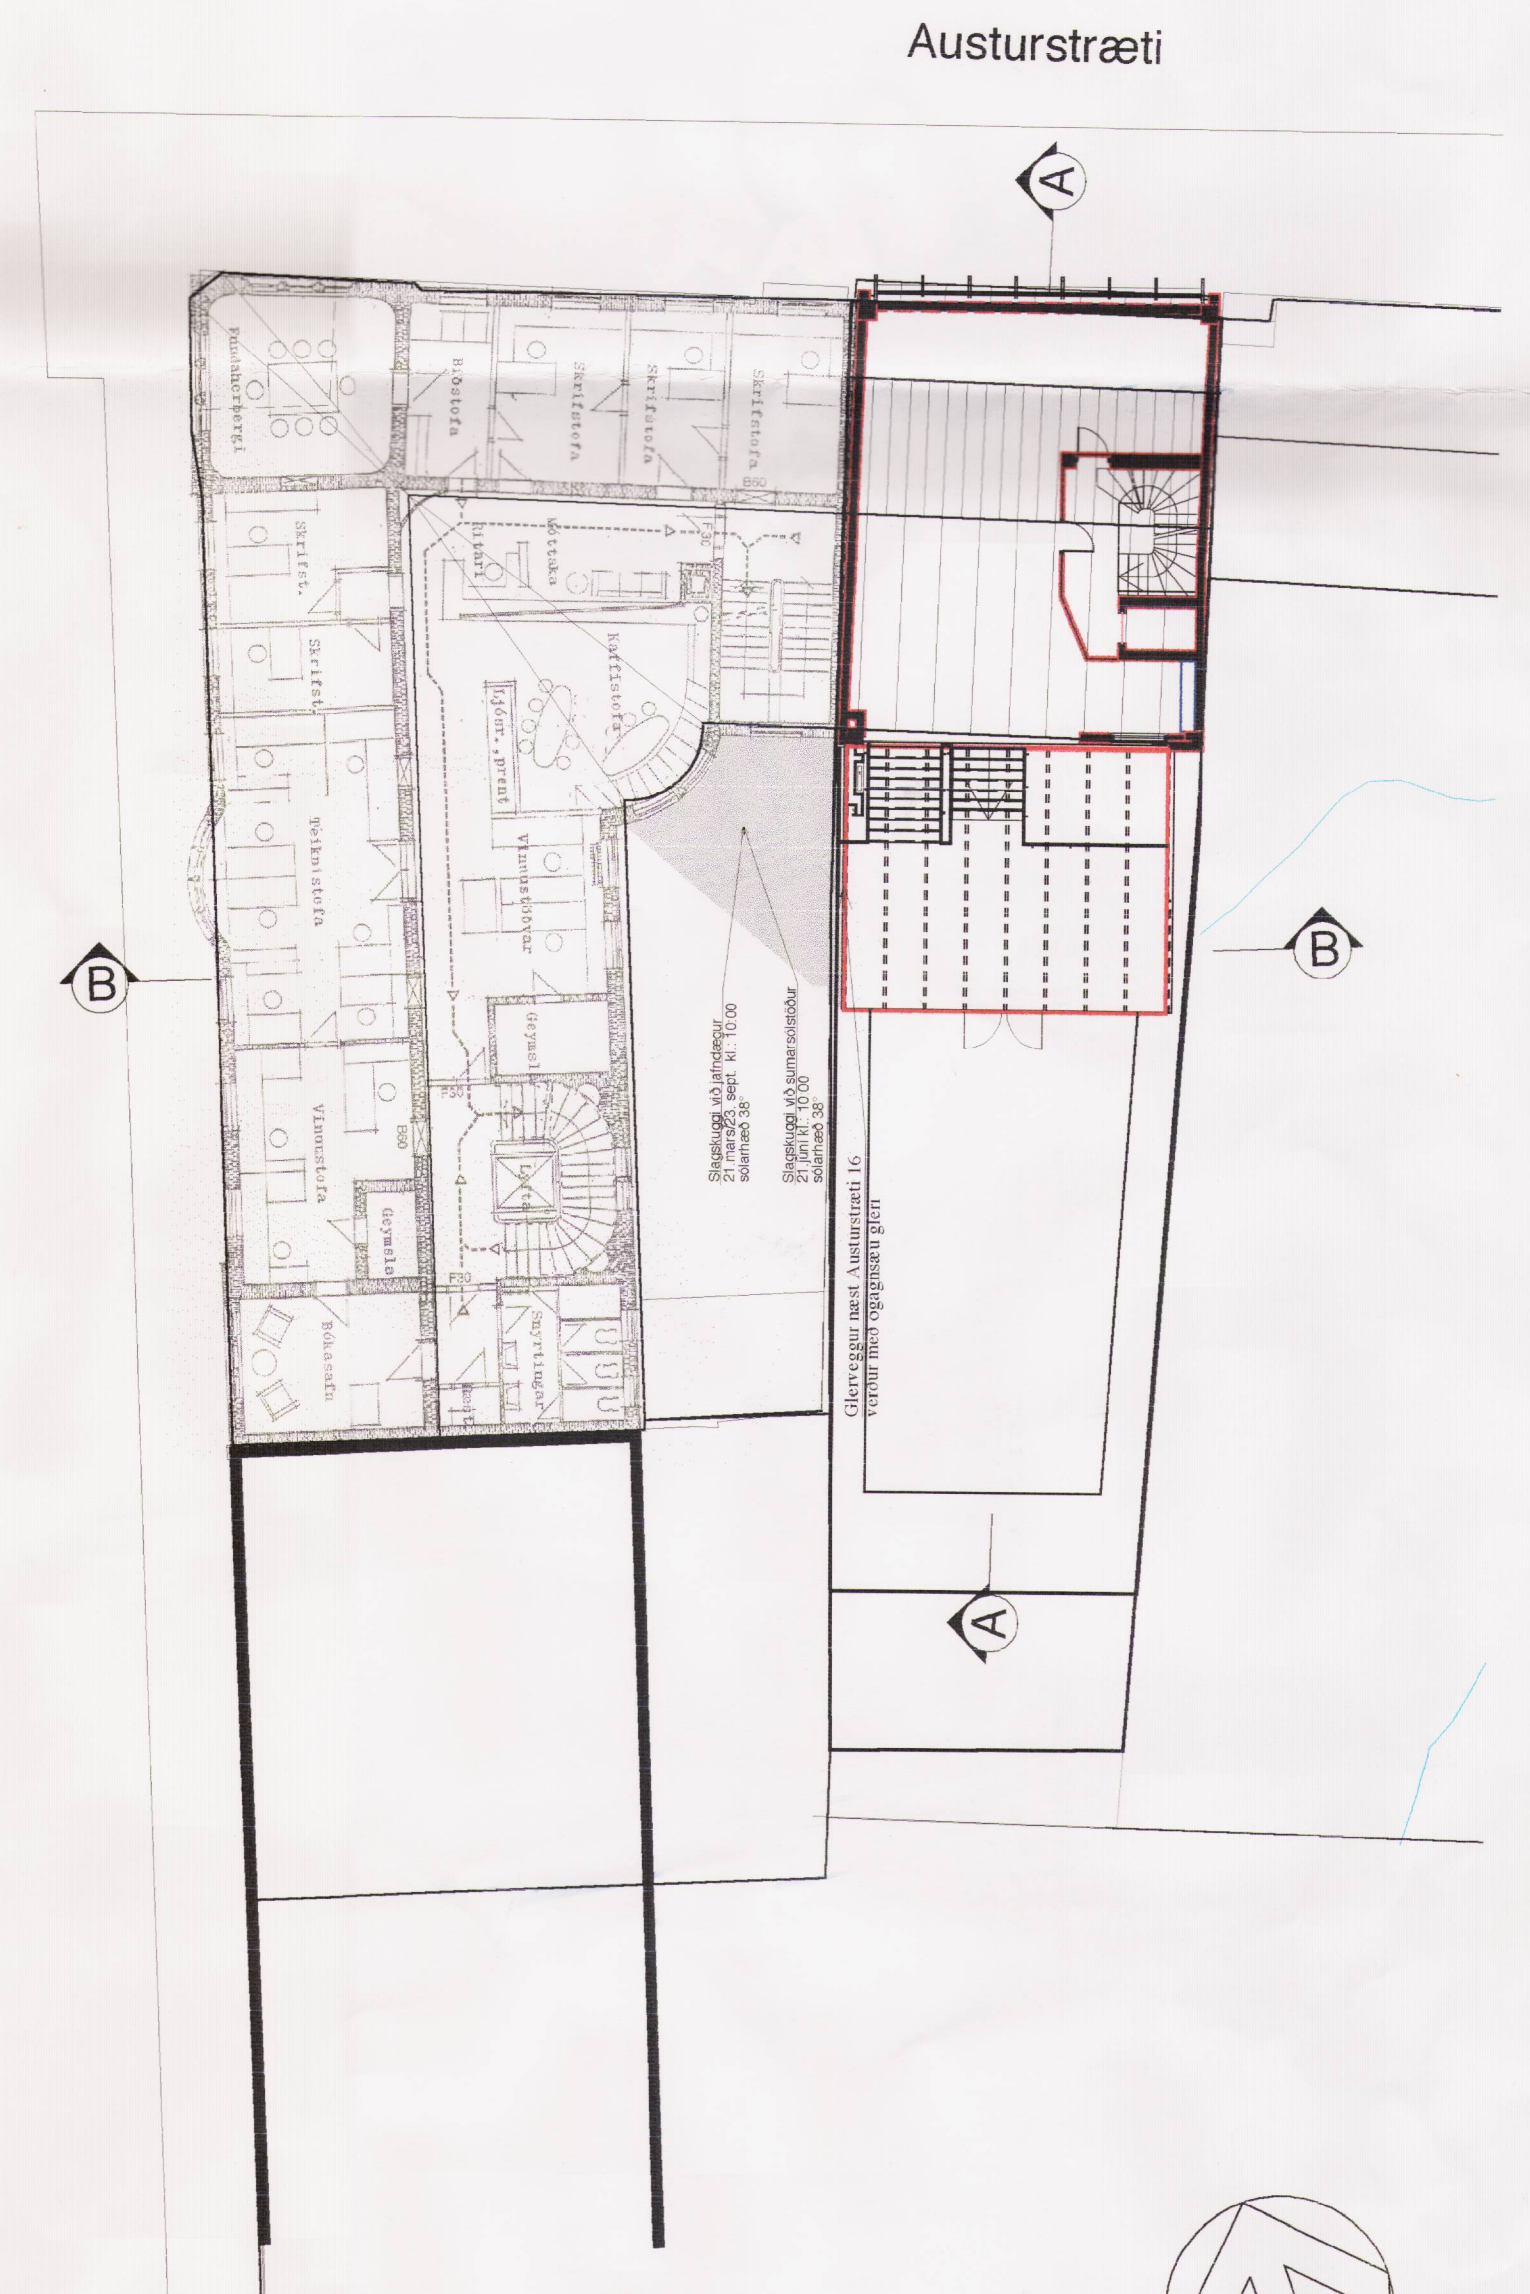 Austurstræti
A
Fundaherbergi
Biðstofa
Skrifstofa
Skrifstofa
Skrifstofa
B60
Skrifst.
Ritari
Móttaka
F30
Skrifst.
Kaffistofa
Ljósr.,prent
Teiknistofa
Vinnustöðvar
B
B
Geymsl
Slagskuggi við jafndægur
21.mars/23. sept. kl.: 10:00
sólarhæð 38°
Slagskuggi við sumarsólstöður
21.júní kl.: 10 00
sólarhæð 38°
Vinnustofa
B60
Lyfta
Geymsla
F30
Glerveggur næst Austurstræti 16
verður með ógagnsæu gleri
Bókasafn
Snyrtingar
Ræst.
A